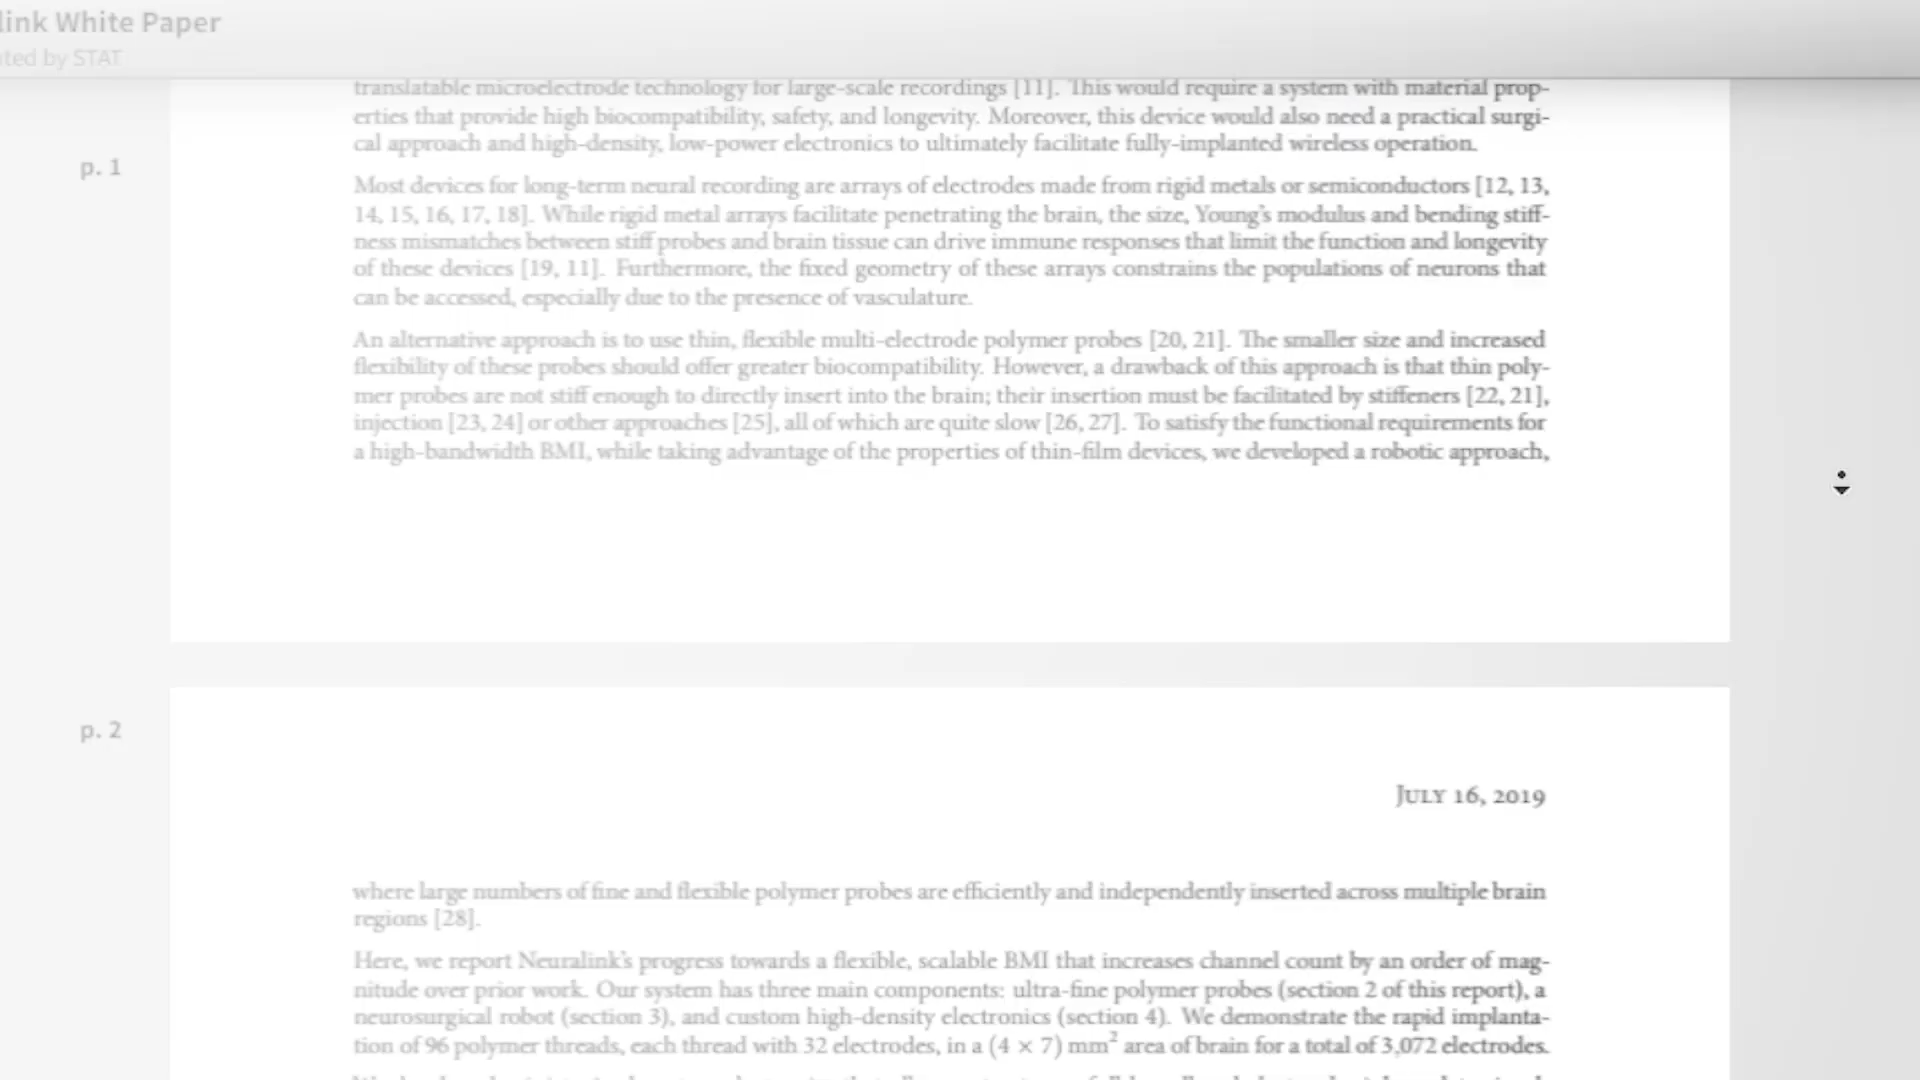 link White Paper
ted by STAT
translatable microelectrode technology for large-scale recordings [11]. This would require a system with material prop-
erties that provide high biocompatibility, safety, and longevity. Moreover, this device would also need a practical surgi-
cal approach and high-density, low-power electronics to ultimately facilitate fully-implanted wireless operation.
p. 1
Most devices for long-term neural recording are arrays of electrodes made from rigid metals or semiconductors [12, 13,
14, 15, 16, 17, 18]. While rigid metal arrays facilitate penetrating the brain, the size, Young's modulus and bending stiff-
ness mismatches between stiff probes and brain tissue can drive immune responses that limit the function and longevity
of these devices [19, 11]. Furthermore, the fixed geometry of these arrays constrains the populations of neurons that
can be accessed, especially due to the presence of vasculature.
An alternative approach is to use thin, flexible multi-electrode polymer probes [20, 21]. The smaller size and increased
flexibility of these probes should offer greater biocompatibility. However, a drawback of this approach is that thin poly-
mer probes are not stiff enough to directly insert into the brain; their insertion must be facilitated by stiffeners [22, 21],
injection [23, 24] or other approaches [25], all of which are quite slow [26, 27]. To satisfy the functional requirements for
a high-bandwidth BMI, while taking advantage of the properties of thin-film devices, we developed a robotic approach,
p. 2
July 16, 2019
where large numbers of fine and flexible polymer probes are efficiently and independently inserted across multiple brain
regions [28].
Here, we report Neuralink's progress towards a flexible, scalable BMI that increases channel count by an order of mag-
nitude over prior work. Our system has three main components: ultra-fine polymer probes (section 2 of this report), a
neurosurgical robot (section 3), and custom high-density electronics (section 4). We demonstrate the rapid implanta-
tion of 96 polymer threads, each thread with 32 electrodes, in a (4 × 7) mm² area of brain for a total of 3,072 electrodes.